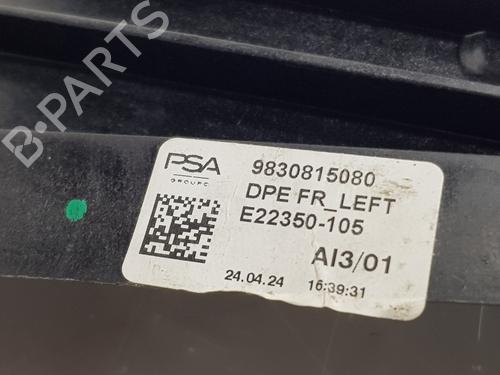 B-PARTS
PSA
GROUPE
9830815080
DPE FR_LEFT
E22350-105
AI3/01
24.04.24 16:39:31